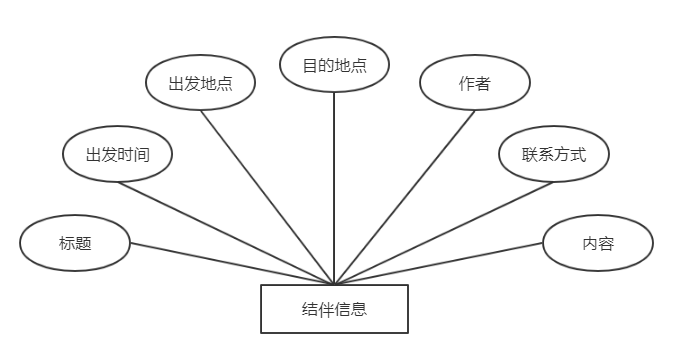 目的地点
出发地点
作者
出发时间
联系方式
标题
内容
结伴信息